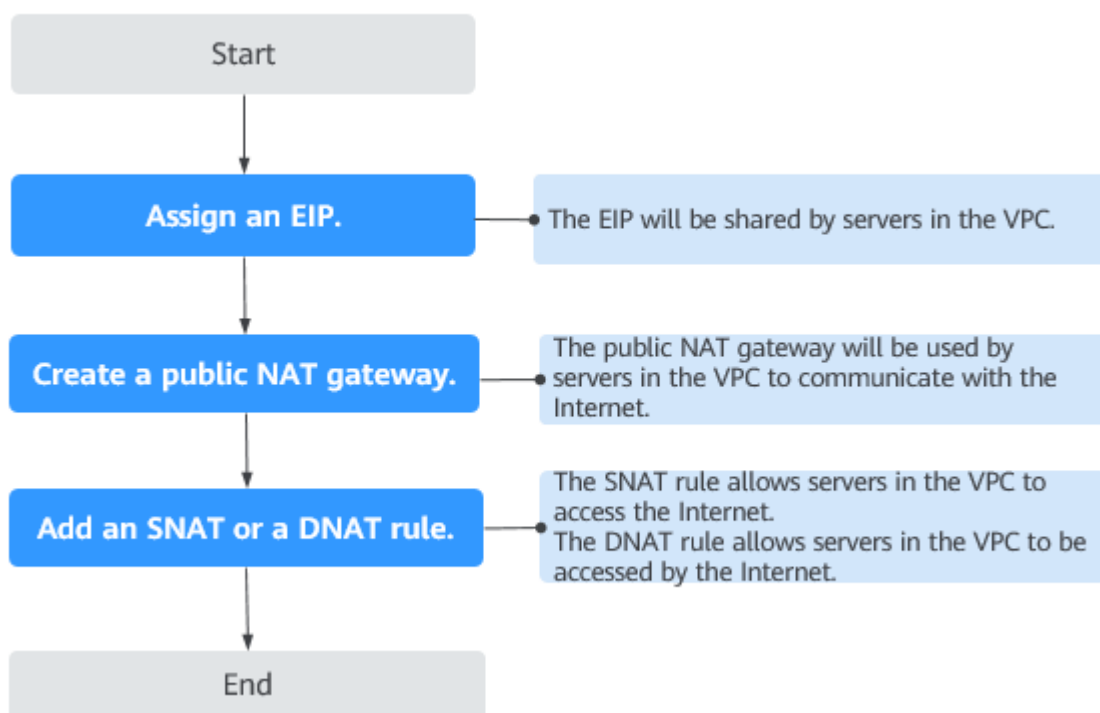 Start
Assign an EIP.
The EIP will be shared by servers in the VPC.
Create a public NAT gateway.
The public NAT gateway will be used by
servers in the VPC to communicate with the
Internet.
Add an SNAT or a DNAT rule.
The SNAT rule allows servers in the VPC to
access the Internet.
The DNAT rule allows servers in the VPC to be
accessed by the Internet.
End